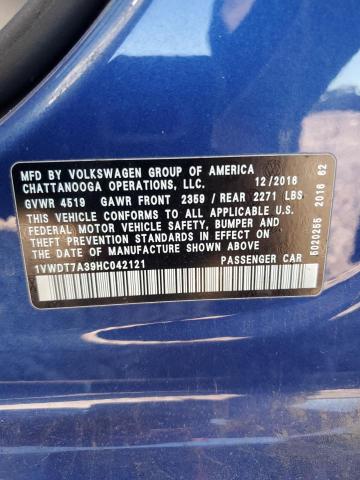 MFD BY VOLKSWAGEN GROUP OF AMERICA
CHATTANOOGA OPERATIONS, LLC. 12/2016
GVWR 4519 GAWR FRONT 2359 / REAR 2271 LBS
THIS VEHICLE CONFORMS TO ALL APPLICABLE U.S.
FEDERAL MOTOR VEHICLE SAFETY, BUMPER AND
THEFT PREVENTION STANDARDS IN EFFECT ON
THE DATE OF MANUFACTURE SHOWN ABOVE.
1VWDT7A39HC042121 PASSENGER CAR
5020255 2016 62